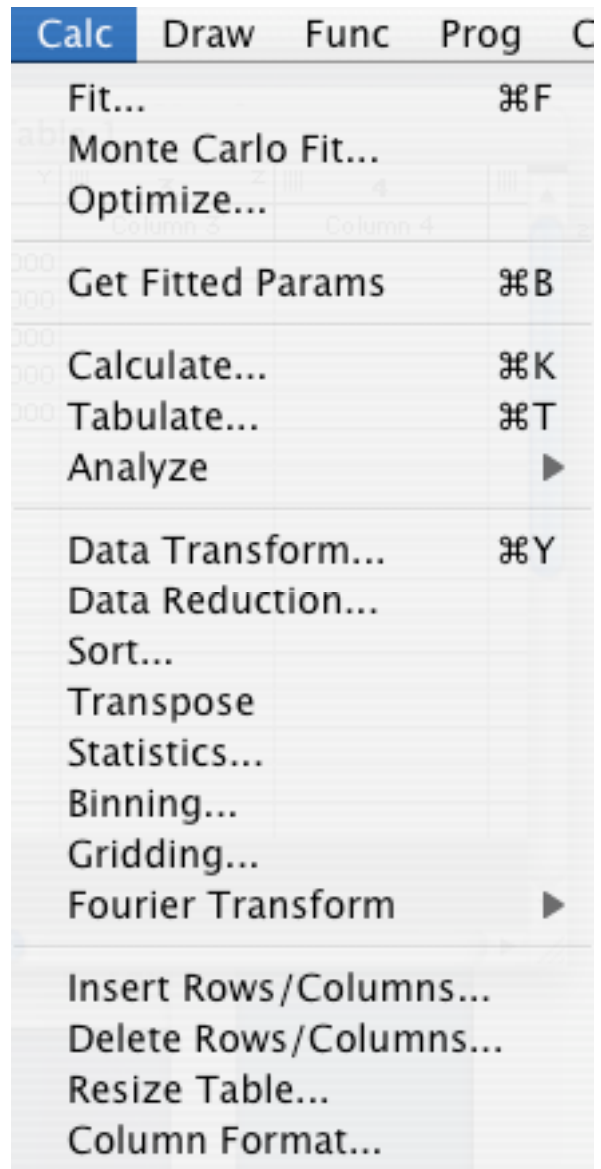 Calc Draw Func Prog C
Fit... ⌘F
Monte Carlo Fit...
Optimize...
Get Fitted Params ⌘B
Calculate... ⌘K
Tabulate... ⌘T
Analyze ▶
Data Transform... ⌘Y
Data Reduction...
Sort...
Transpose
Statistics...
Binning...
Gridding...
Fourier Transform ▶
Insert Rows/Columns...
Delete Rows/Columns...
Resize Table...
Column Format...